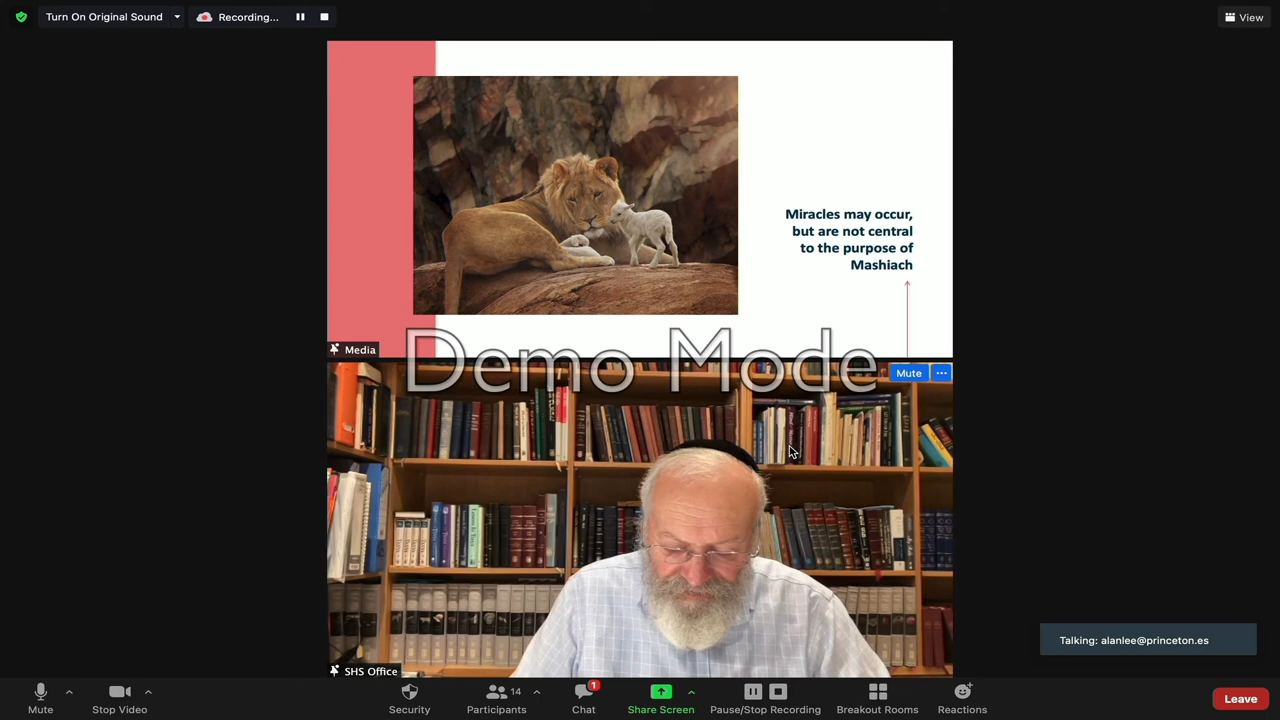 Turn On Original Sound
Recording...
View
Miracles may occur,
but are not central
to the purpose of
Mashiach
Media
Demo Mode
Mute
SHS Office
Talking: alanlee@princeton.es
Mute
Stop Video
Security
14
Participants
1
Chat
Share Screen
Pause/Stop Recording
Breakout Rooms
Reactions
Leave